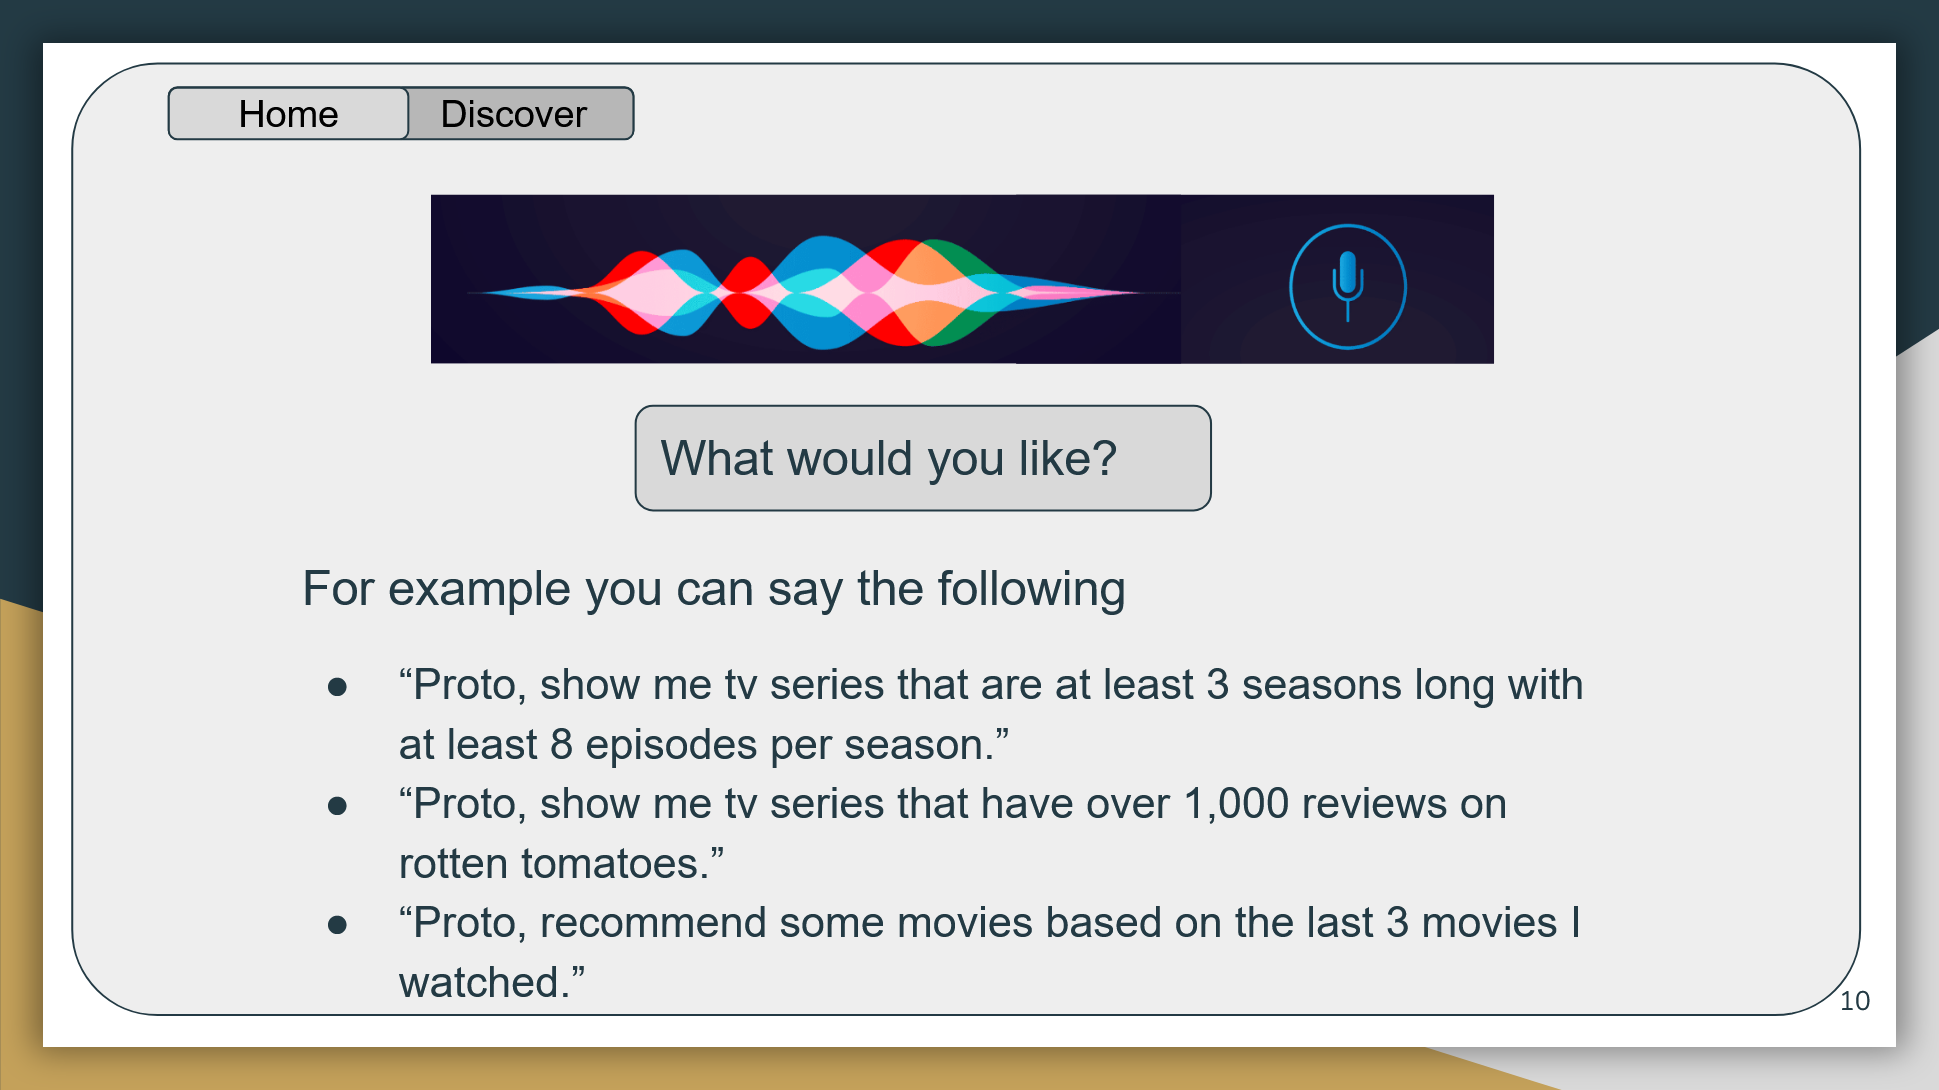 Home
Discover
What would you like?
For example you can say the following
● “Proto, show me tv series that are at least 3 seasons long with
at least 8 episodes per season.”
● “Proto, show me tv series that have over 1,000 reviews on
rotten tomatoes.”
● “Proto, recommend some movies based on the last 3 movies I
watched.”
10